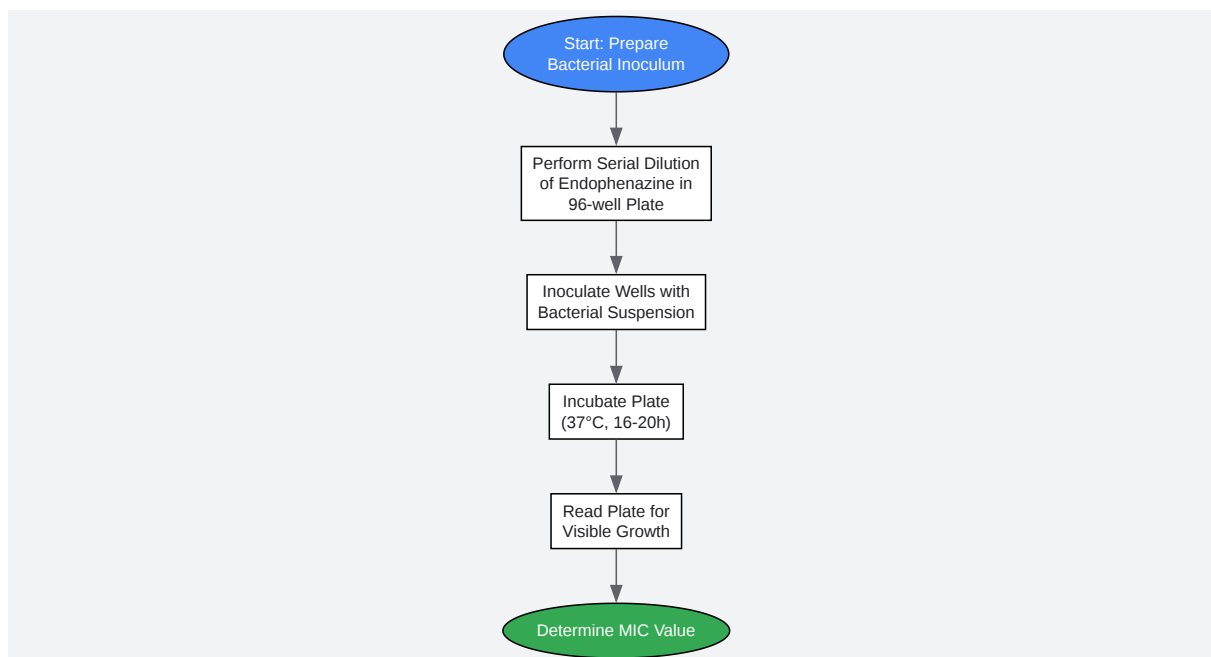 Start: Prepare
Bacterial Inoculum
Perform Serial Dilution
of Endophenazine in
96-well Plate
Inoculate Wells with
Bacterial Suspension
Incubate Plate
(37°C, 16-20h)
Read Plate for
Visible Growth
Determine MIC Value